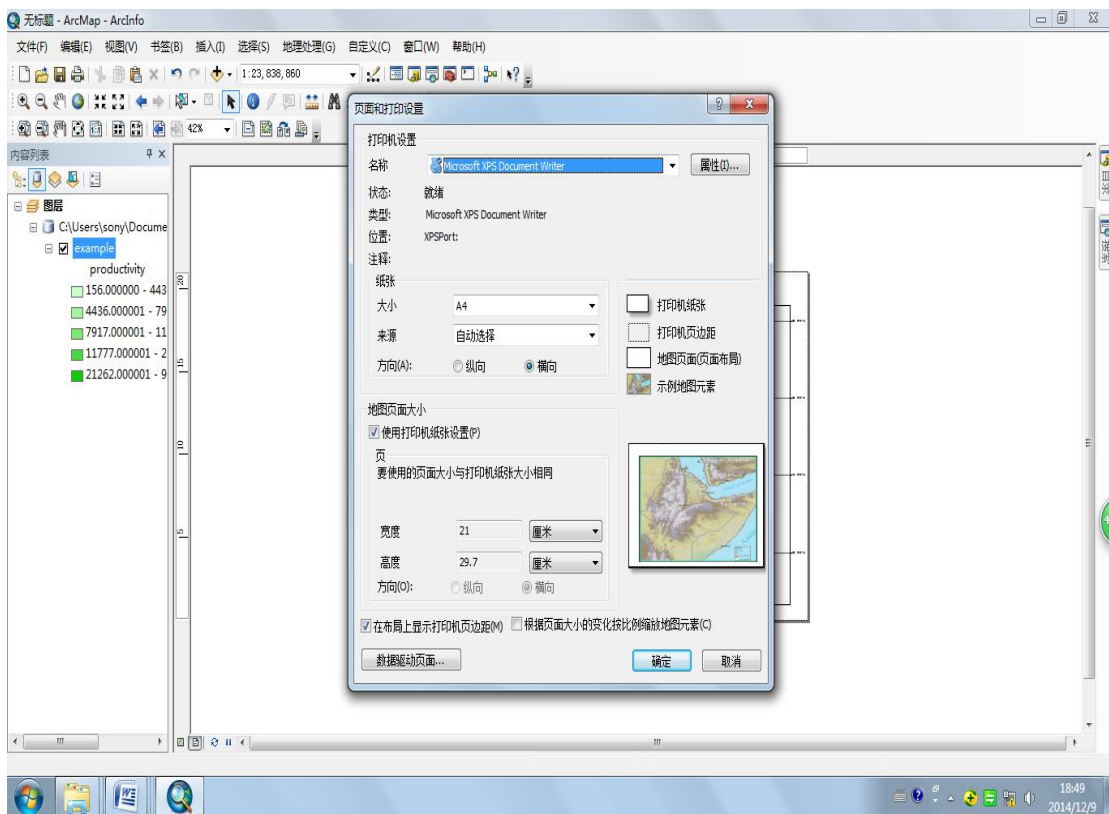 无标题 - ArcMap - ArcInfo
文件(F) 编辑(E) 视图(V) 书签(B) 插入(I) 选择(S) 地理处理(G) 自定义(C) 窗口(W) 帮助(H)
1:23,838,860
42%
内容列表
图层
C:\Users\sony\Docume
example
productivity
156.000000 - 443
4436.000001 - 79
7917.000001 - 11
11777.000001 - 2
21262.000001 - 9
20
15
10
5
页面和打印设置
打印机设置
名称 Microsoft XPS Document Writer 属性(I)...
状态: 就绪
类型: Microsoft XPS Document Writer
位置: XPSPort:
注释:
纸张
大小 A4
来源 自动选择
方向(A): 纵向 横向
打印机纸张
打印机页边距
地图页面(页面布局)
示例地图元素
地图页面大小
使用打印机纸张设置(P)
页
要使用的页面大小与打印机纸张大小相同
宽度 21 厘米
高度 29.7 厘米
方向(O): 纵向 横向
在布局上显示打印机页边距(M) 根据页面大小的变化按比例缩放地图元素(C)
数据驱动页面... 确定 取消
18:49
2014/12/9